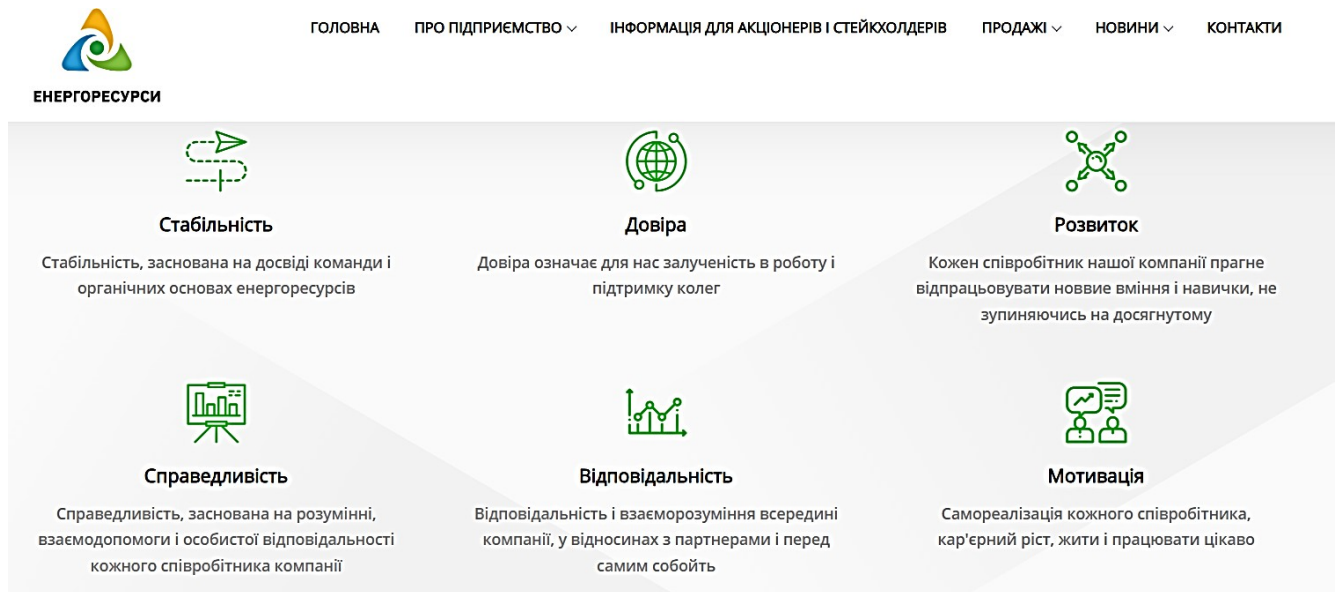 ГОЛОВНА ПРО ПІДПРИЄМСТВО ІНФОРМАЦІЯ ДЛЯ АКЦІОНЕРІВ І СТЕЙКХОЛДЕРІВ ПРОДАЖІ НОВИНИ КОНТАКТИ
ЕНЕРГОРЕСУРСИ
Стабільність
Стабільність, заснована на досвіді команди і
органічних основах енергоресурсів
Довіра
Довіра означає для нас залученість в роботу і
підтримку колег
Розвиток
Кожен співробітник нашої компанії прагне
відпрацьовувати новвие вміння і навички, не
зупиняючись на досягнутому
Справедливість
Справедливість, заснована на розумінні,
взаємодопомоги і особистої відповідальності
кожного співробітника компанії
Відповідальність
Відповідальність і взаєморозуміння всередині
компанії, у відносинах з партнерами і перед
самим собойть
Мотивація
Самореалізація кожного співробітника,
кар'єрний ріст, жити і працювати цікаво